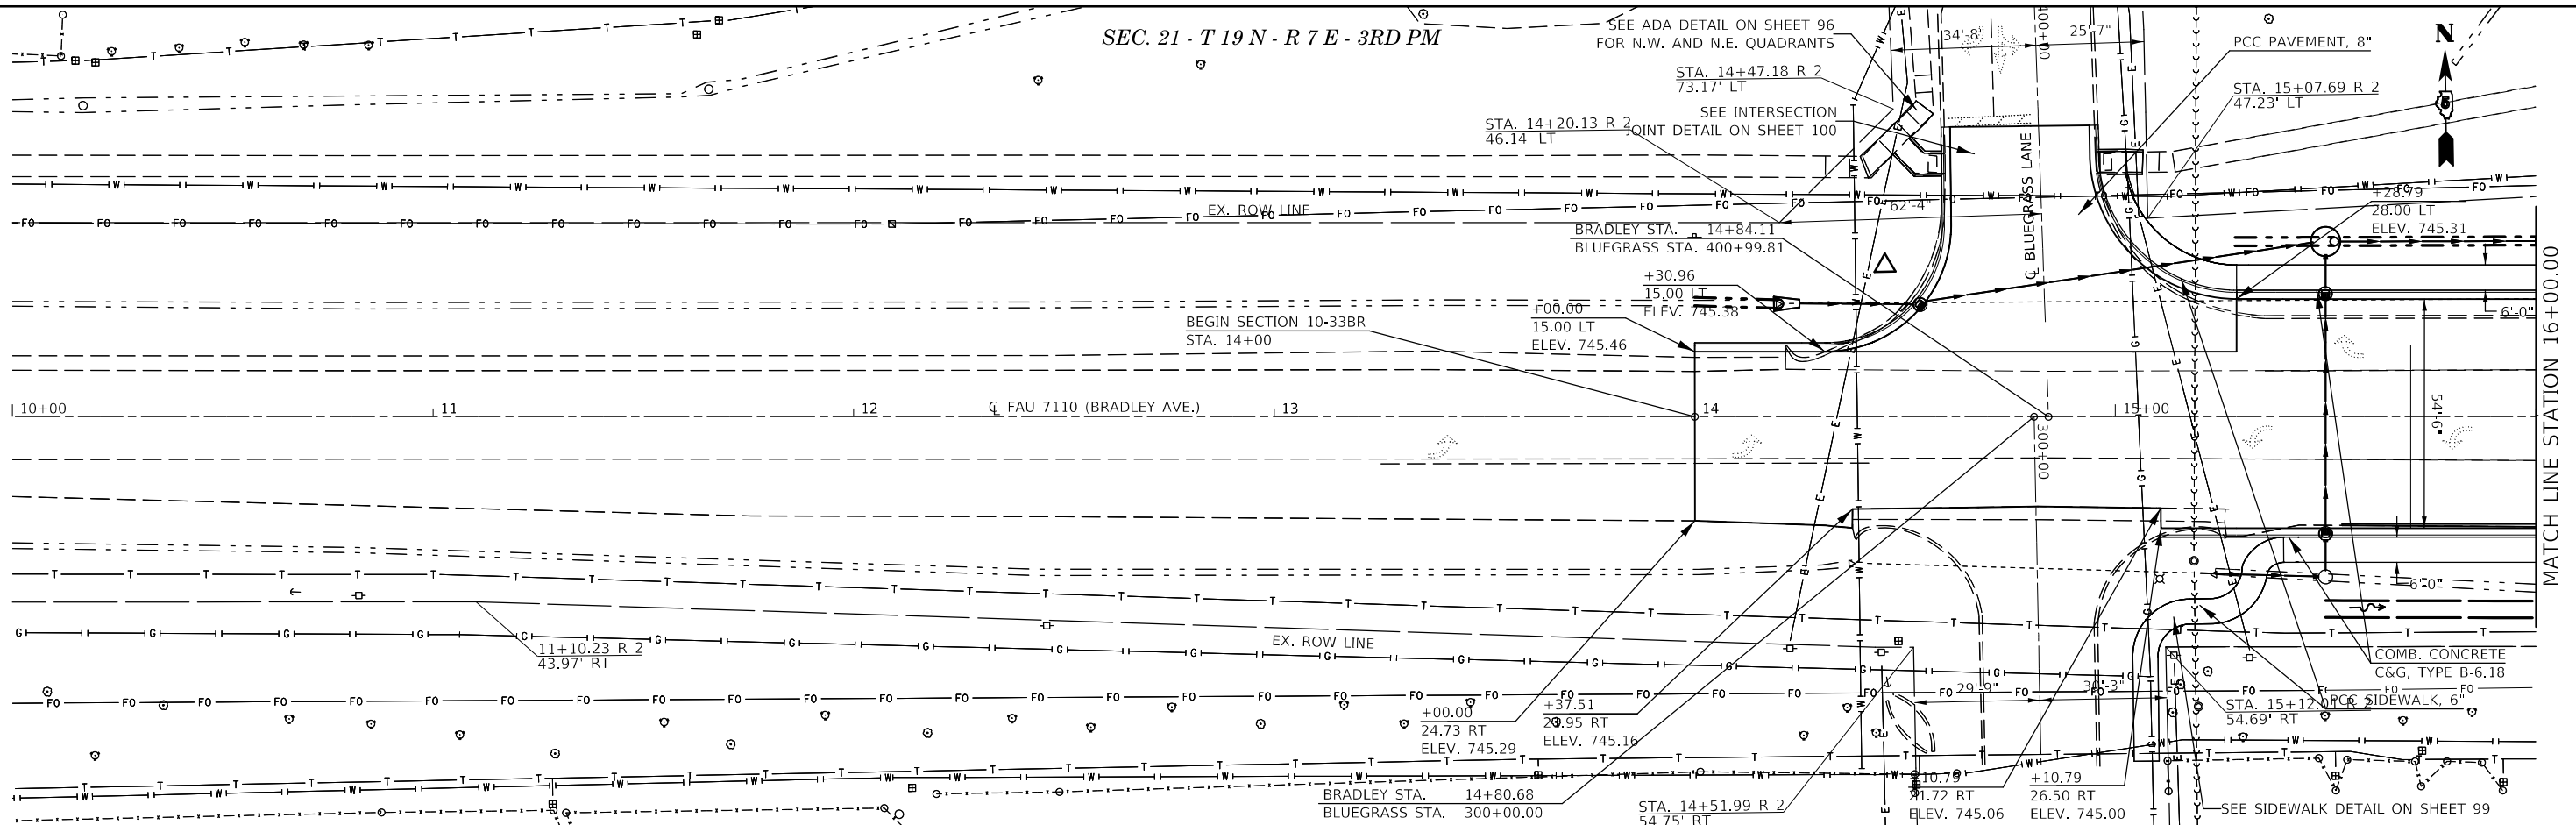 SEC. 21 - T 19 N - R 7 E - 3RD PM
SEE ADA DETAIL ON SHEET 96
FOR N.W. AND N.E. QUADRANTS
34'-8"
400+00
25'-7"
PCC PAVEMENT, 8"
N
5
STA. 14+47.18 R 2
73.17' LT
STA. 15+07.69 R 2
47.23' LT
SEE INTERSECTION
JOINT DETAIL ON SHEET 100
STA. 14+20.13 R 2
46.14' LT
EX. ROW LINE
62'-4"
℄ BLUEGRASS LANE
BRADLEY STA. 14+84.11
BLUEGRASS STA. 400+99.81
+28.79
28.00 LT
ELEV. 745.31
+30.96
15.00 LT
ELEV. 745.38
+00.00
15.00 LT
ELEV. 745.46
BEGIN SECTION 10-33BR
STA. 14+00
6'-0"
MATCH LINE STATION 16+00.00
10+00
11
12
℄ FAU 7110 (BRADLEY AVE.)
13
14
15+00
300+00
54'-6"
6'-0"
EX. ROW LINE
11+10.23 R 2
43.97' RT
COMB. CONCRETE
C&G, TYPE B-6.18
PCC SIDEWALK, 6"
29'-9"
30'-3"
STA. 15+12.01 R 2
54.69' RT
+00.00
24.73 RT
ELEV. 745.29
+37.51
ELEV. 745.16
BRADLEY STA. 14+80.68
BLUEGRASS STA. 300+00.00
STA. 14+51.99 R 2
54.75' RT
+10.79
21.72 RT
ELEV. 745.06
+10.79
26.50 RT
ELEV. 745.00
SEE SIDEWALK DETAIL ON SHEET 99